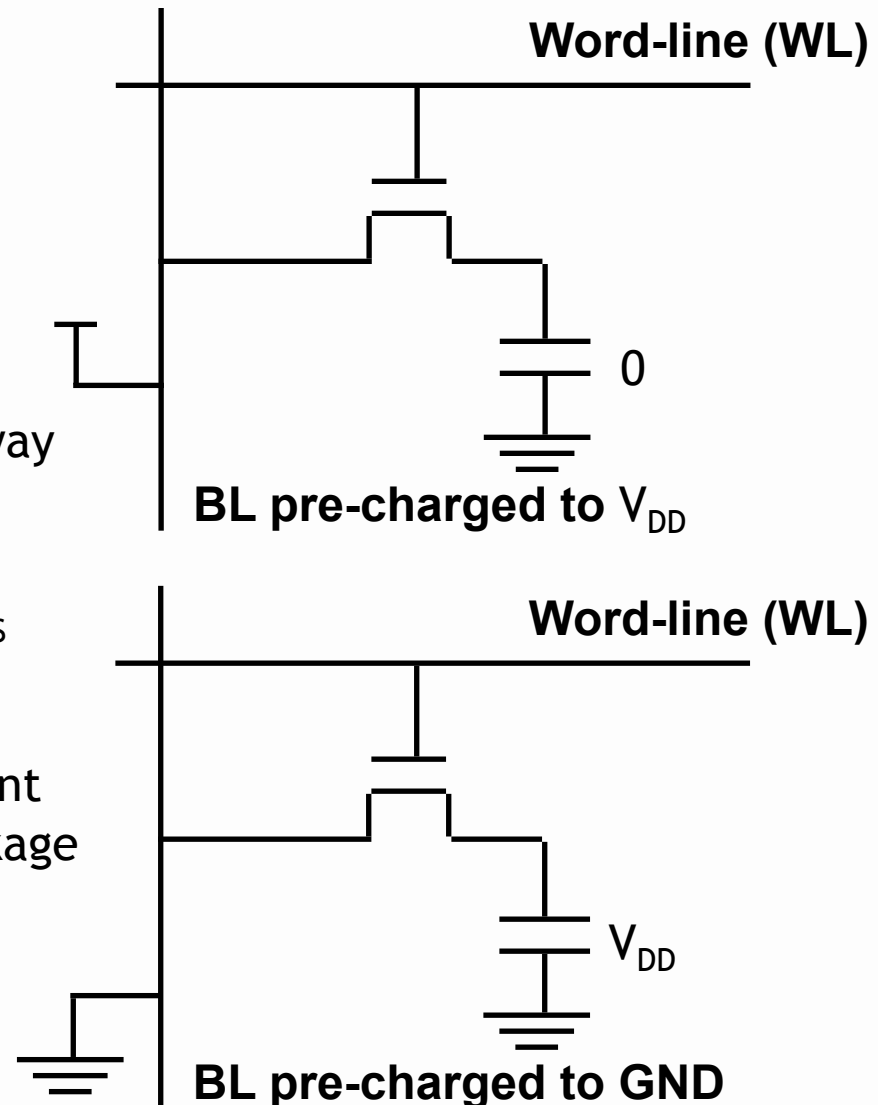 Word-line (WL)
0
BL pre-charged to VDD
Word-line (WL)
VDD
BL pre-charged to GND